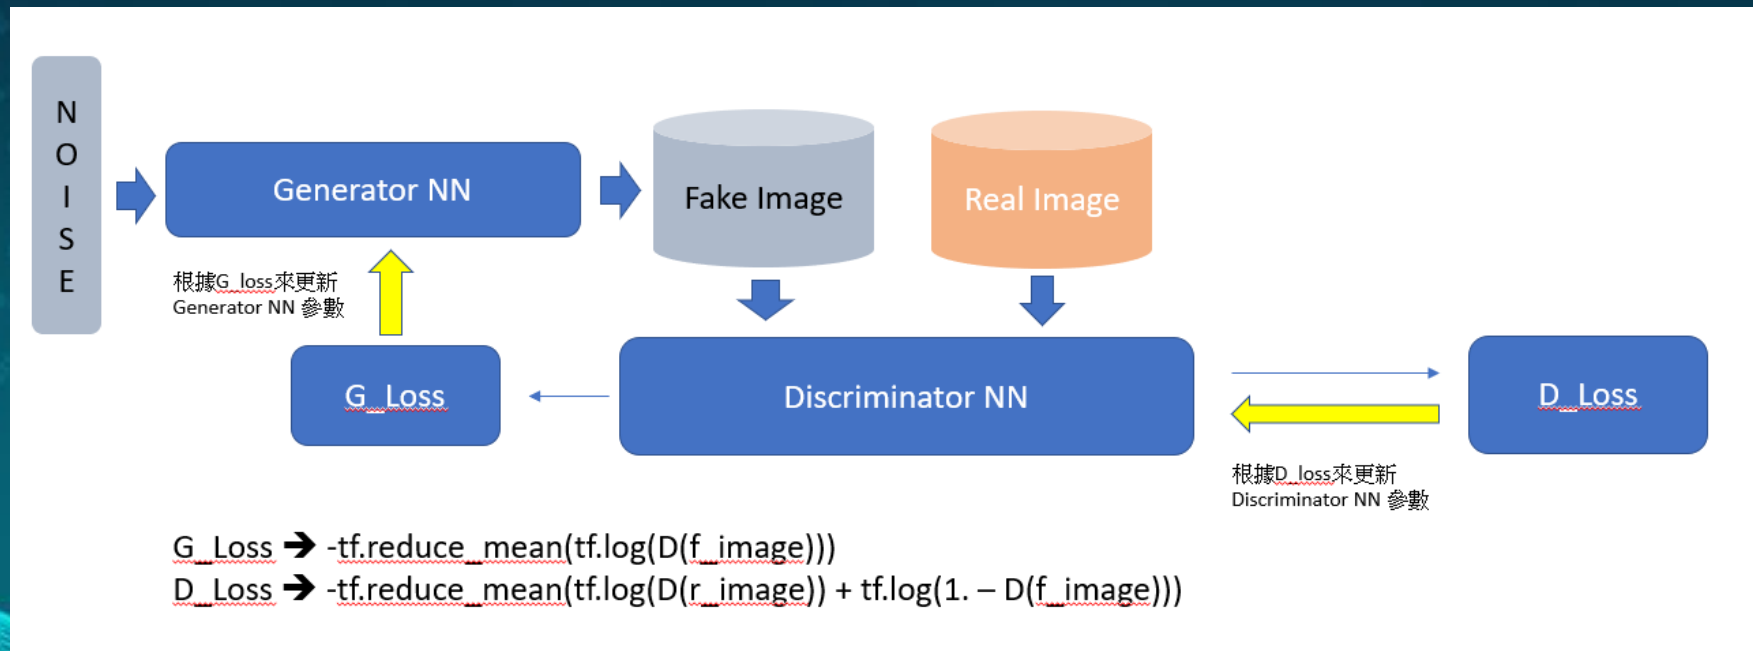 NOISE
Generator NN
Fake Image
Real Image
根據G_loss來更新
Generator NN 參數
G_Loss
Discriminator NN
D_Loss
根據D_loss來更新
Discriminator NN 參數
G_Loss ➔ -tf.reduce_mean(tf.log(D(f_image)))
D_Loss ➔ -tf.reduce_mean(tf.log(D(r_image)) + tf.log(1. – D(f_image)))